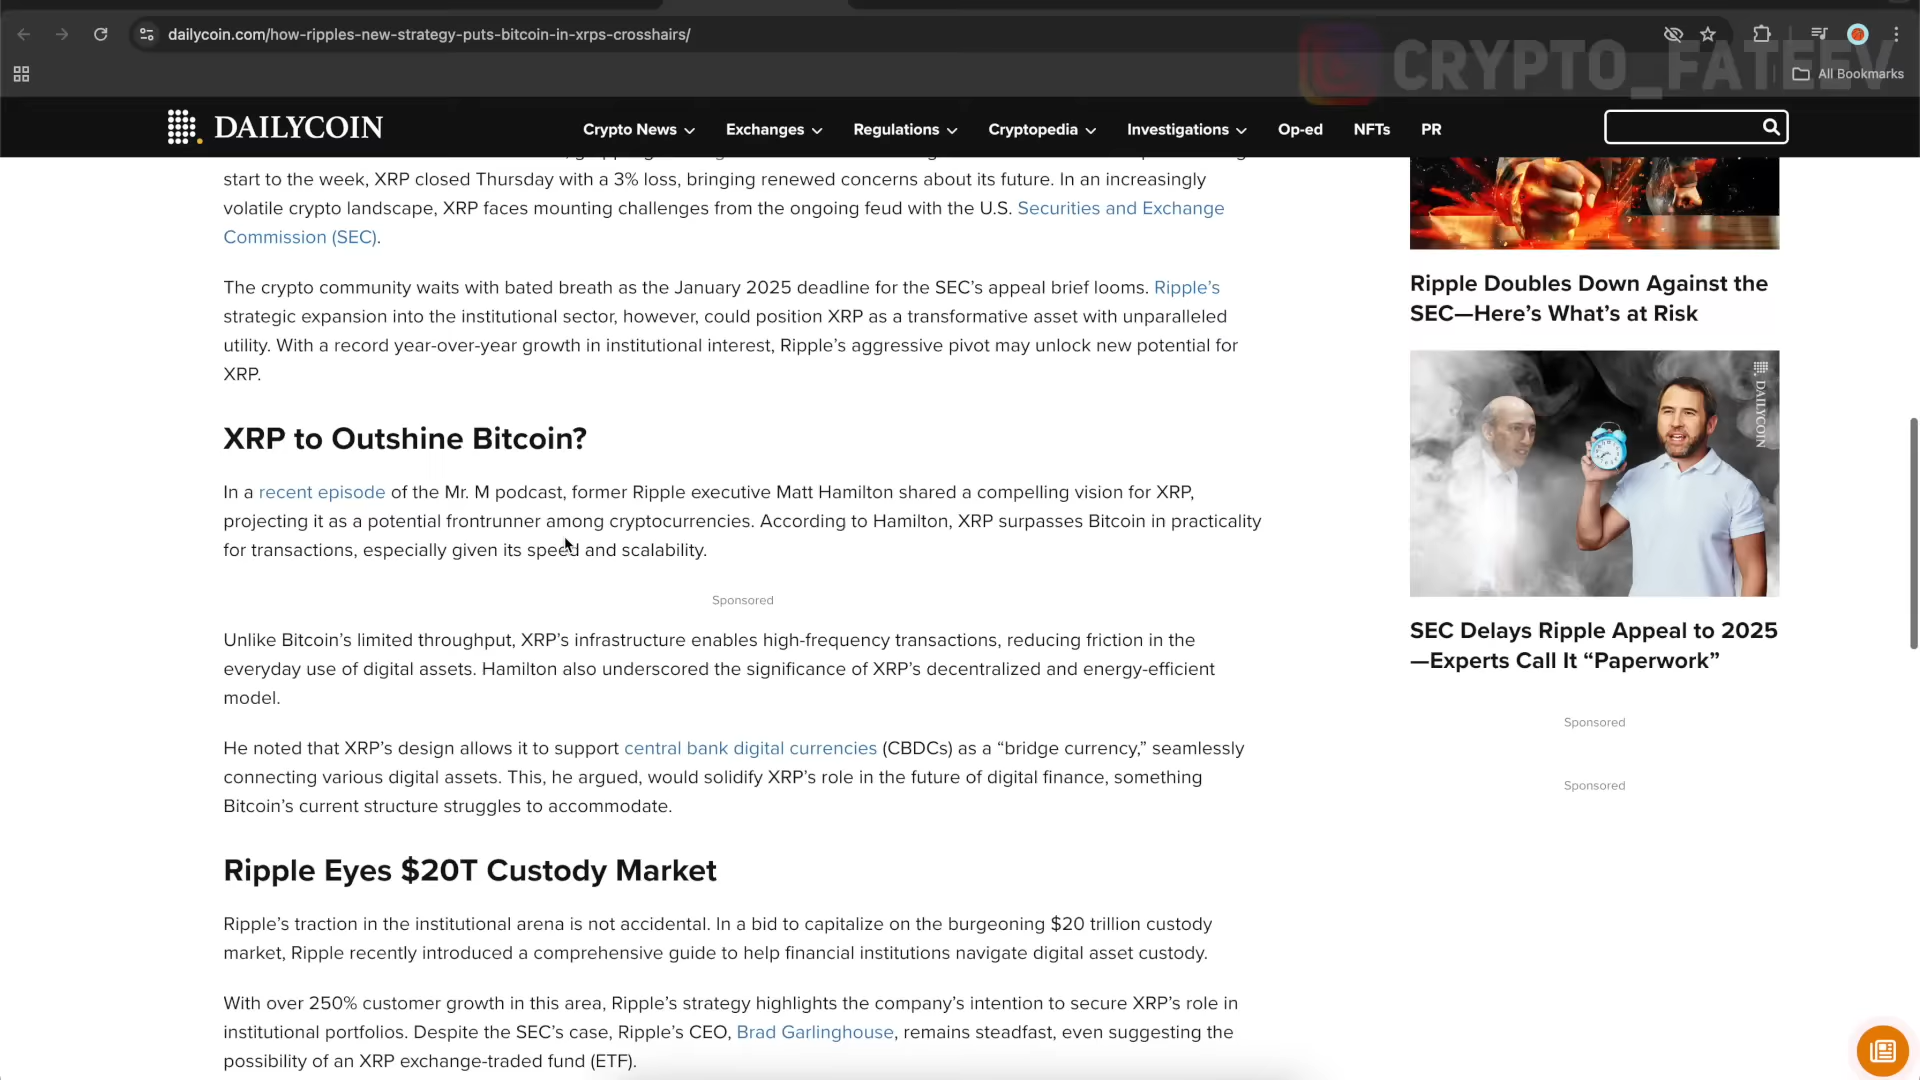 dailycoin.com/how-ripples-new-strategy-puts-bitcoin-in-xrps-crosshairs/
CRYPTO_FATEEV
All Bookmarks
DAILYCOIN
Crypto News
Exchanges
Regulations
Cryptopedia
Investigations
Op-ed
NFTs
PR
start to the week, XRP closed Thursday with a 3% loss, bringing renewed concerns about its future. In an increasingly
volatile crypto landscape, XRP faces mounting challenges from the ongoing feud with the U.S. Securities and Exchange
Commission (SEC).
The crypto community waits with bated breath as the January 2025 deadline for the SEC’s appeal brief looms. Ripple’s
strategic expansion into the institutional sector, however, could position XRP as a transformative asset with unparalleled
utility. With a record year-over-year growth in institutional interest, Ripple’s aggressive pivot may unlock new potential for
XRP.
XRP to Outshine Bitcoin?
In a recent episode of the Mr. M podcast, former Ripple executive Matt Hamilton shared a compelling vision for XRP,
projecting it as a potential frontrunner among cryptocurrencies. According to Hamilton, XRP surpasses Bitcoin in practicality
for transactions, especially given its speed and scalability.
Sponsored
Unlike Bitcoin’s limited throughput, XRP’s infrastructure enables high-frequency transactions, reducing friction in the
everyday use of digital assets. Hamilton also underscored the significance of XRP’s decentralized and energy-efficient
model.
He noted that XRP’s design allows it to support central bank digital currencies (CBDCs) as a “bridge currency,” seamlessly
connecting various digital assets. This, he argued, would solidify XRP’s role in the future of digital finance, something
Bitcoin’s current structure struggles to accommodate.
Ripple Eyes $20T Custody Market
Ripple’s traction in the institutional arena is not accidental. In a bid to capitalize on the burgeoning $20 trillion custody
market, Ripple recently introduced a comprehensive guide to help financial institutions navigate digital asset custody.
With over 250% customer growth in this area, Ripple’s strategy highlights the company’s intention to secure XRP’s role in
institutional portfolios. Despite the SEC’s case, Ripple’s CEO, Brad Garlinghouse, remains steadfast, even suggesting the
possibility of an XRP exchange-traded fund (ETF).
Ripple Doubles Down Against the
SEC—Here’s What’s at Risk
DAILYCOIN
SEC Delays Ripple Appeal to 2025
—Experts Call It “Paperwork”
Sponsored
Sponsored